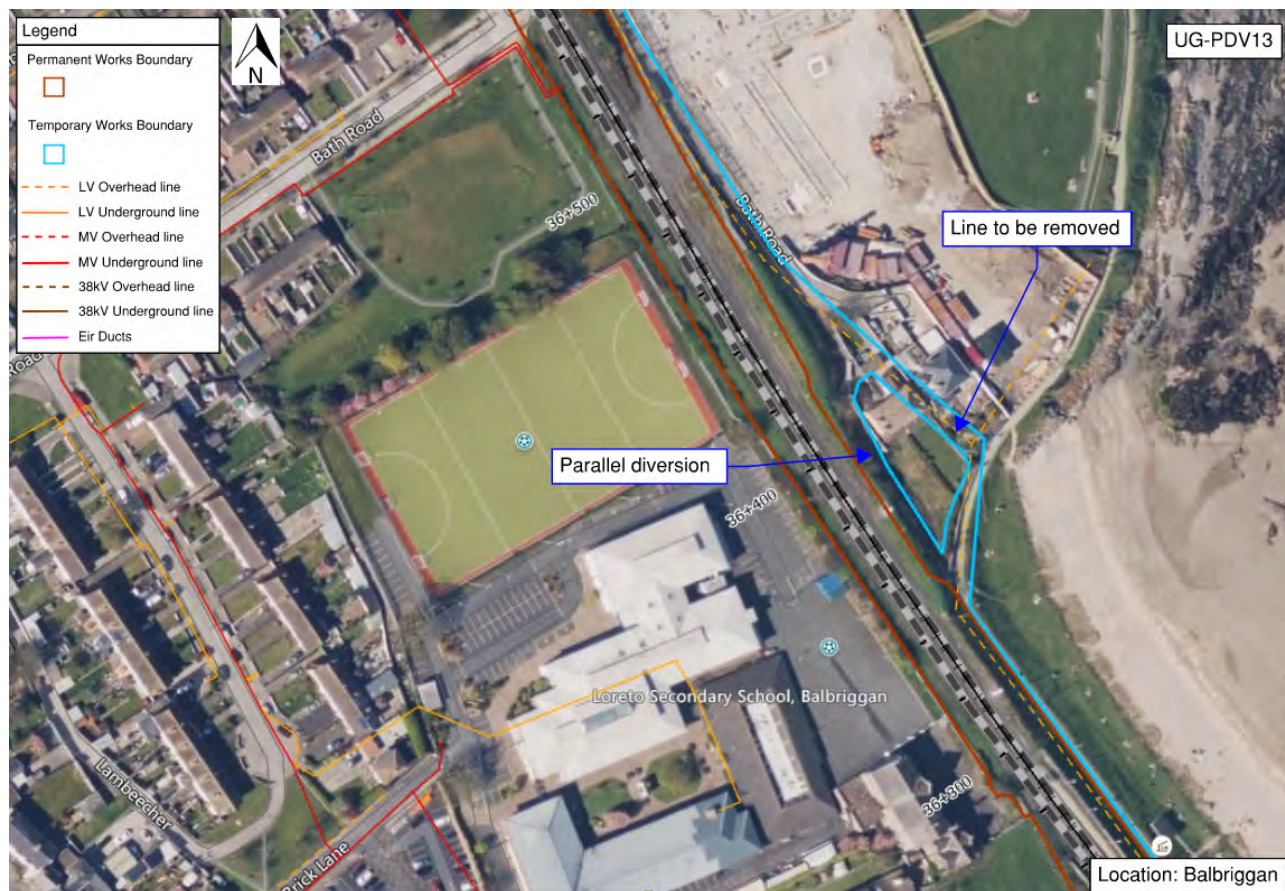 Legend
Permanent Works Boundary
Temporary Works Boundary
LV Overhead line
LV Underground line
MV Overhead line
MV Underground line
38kV Overhead line
38kV Underground line
Eir Ducts
N
UG-PDV13
Bath Road
36+500
Bath Road
Line to be removed
Road
Parallel diversion
36+400
Loreto Secondary School, Balbriggan
Lambeecher
36+300
Brick Lane
Location: Balbriggan